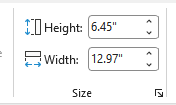 Height: 6.45"
Width: 12.97"
Size